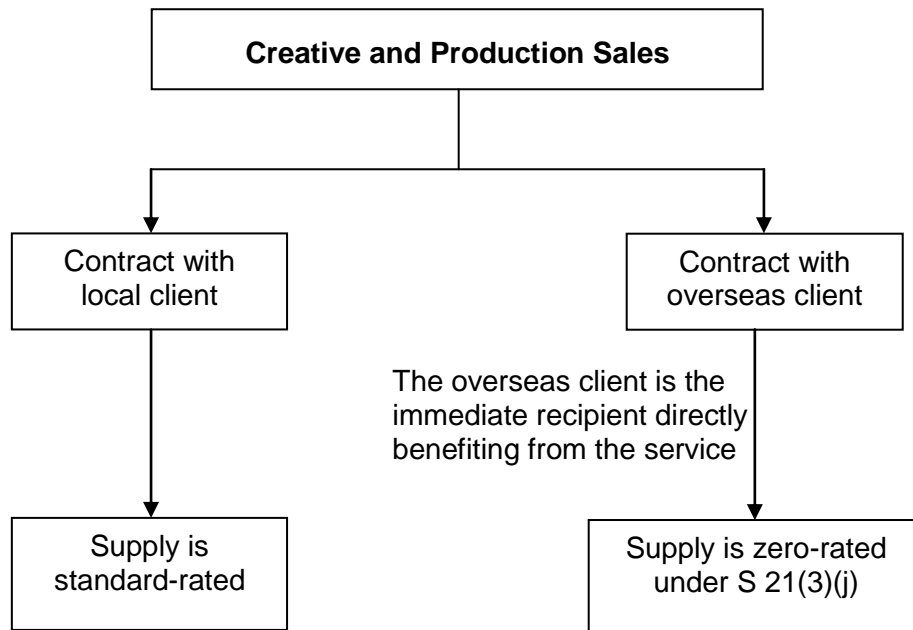 Creative and Production Sales
Contract with
local client
Contract with
overseas client
The overseas client is the
immediate recipient directly
benefiting from the service
Supply is
standard-rated
Supply is zero-rated
under S 21(3)(j)